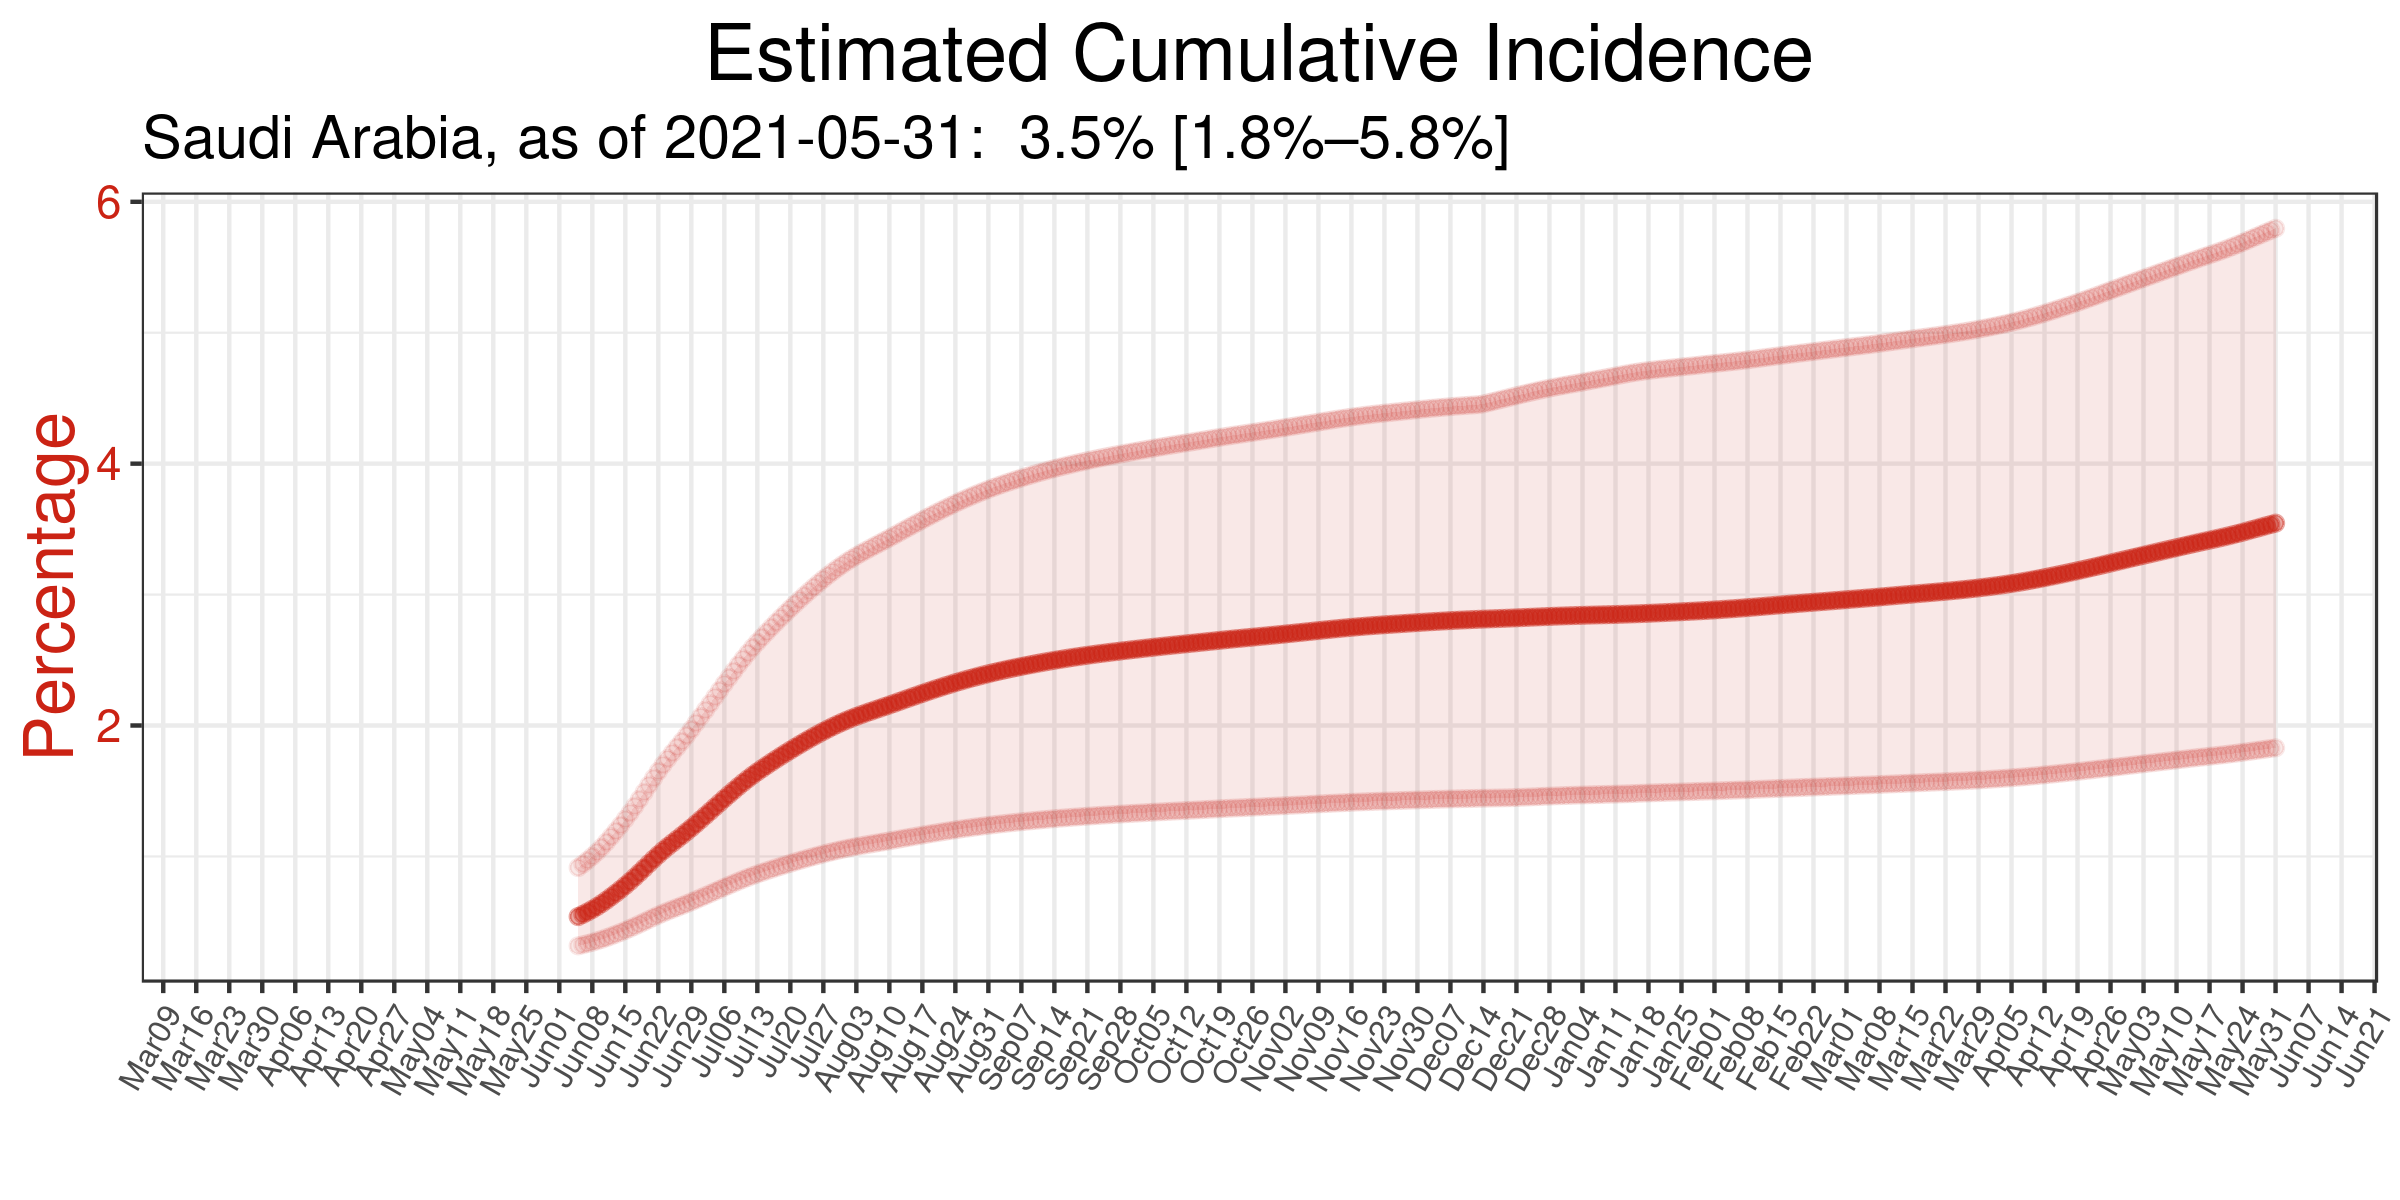 Estimated Cumulative Incidence
Saudi Arabia, as of 2021-05-31:  3.5% [1.8%–5.8%]
Percentage
6
4
2
Mar09
Mar16
Mar23
Mar30
Apr06
Apr13
Apr20
Apr27
May04
May11
May18
May25
Jun01
Jun08
Jun15
Jun22
Jun29
Jul06
Jul13
Jul20
Jul27
Aug03
Aug10
Aug17
Aug24
Aug31
Sep07
Sep14
Sep21
Sep28
Oct05
Oct12
Oct19
Oct26
Nov02
Nov09
Nov16
Nov23
Nov30
Dec07
Dec14
Dec21
Dec28
Jan04
Jan11
Jan18
Jan25
Feb01
Feb08
Feb15
Feb22
Mar01
Mar08
Mar15
Mar22
Mar29
Apr05
Apr12
Apr19
Apr26
May03
May10
May17
May24
May31
Jun07
Jun14
Jun21